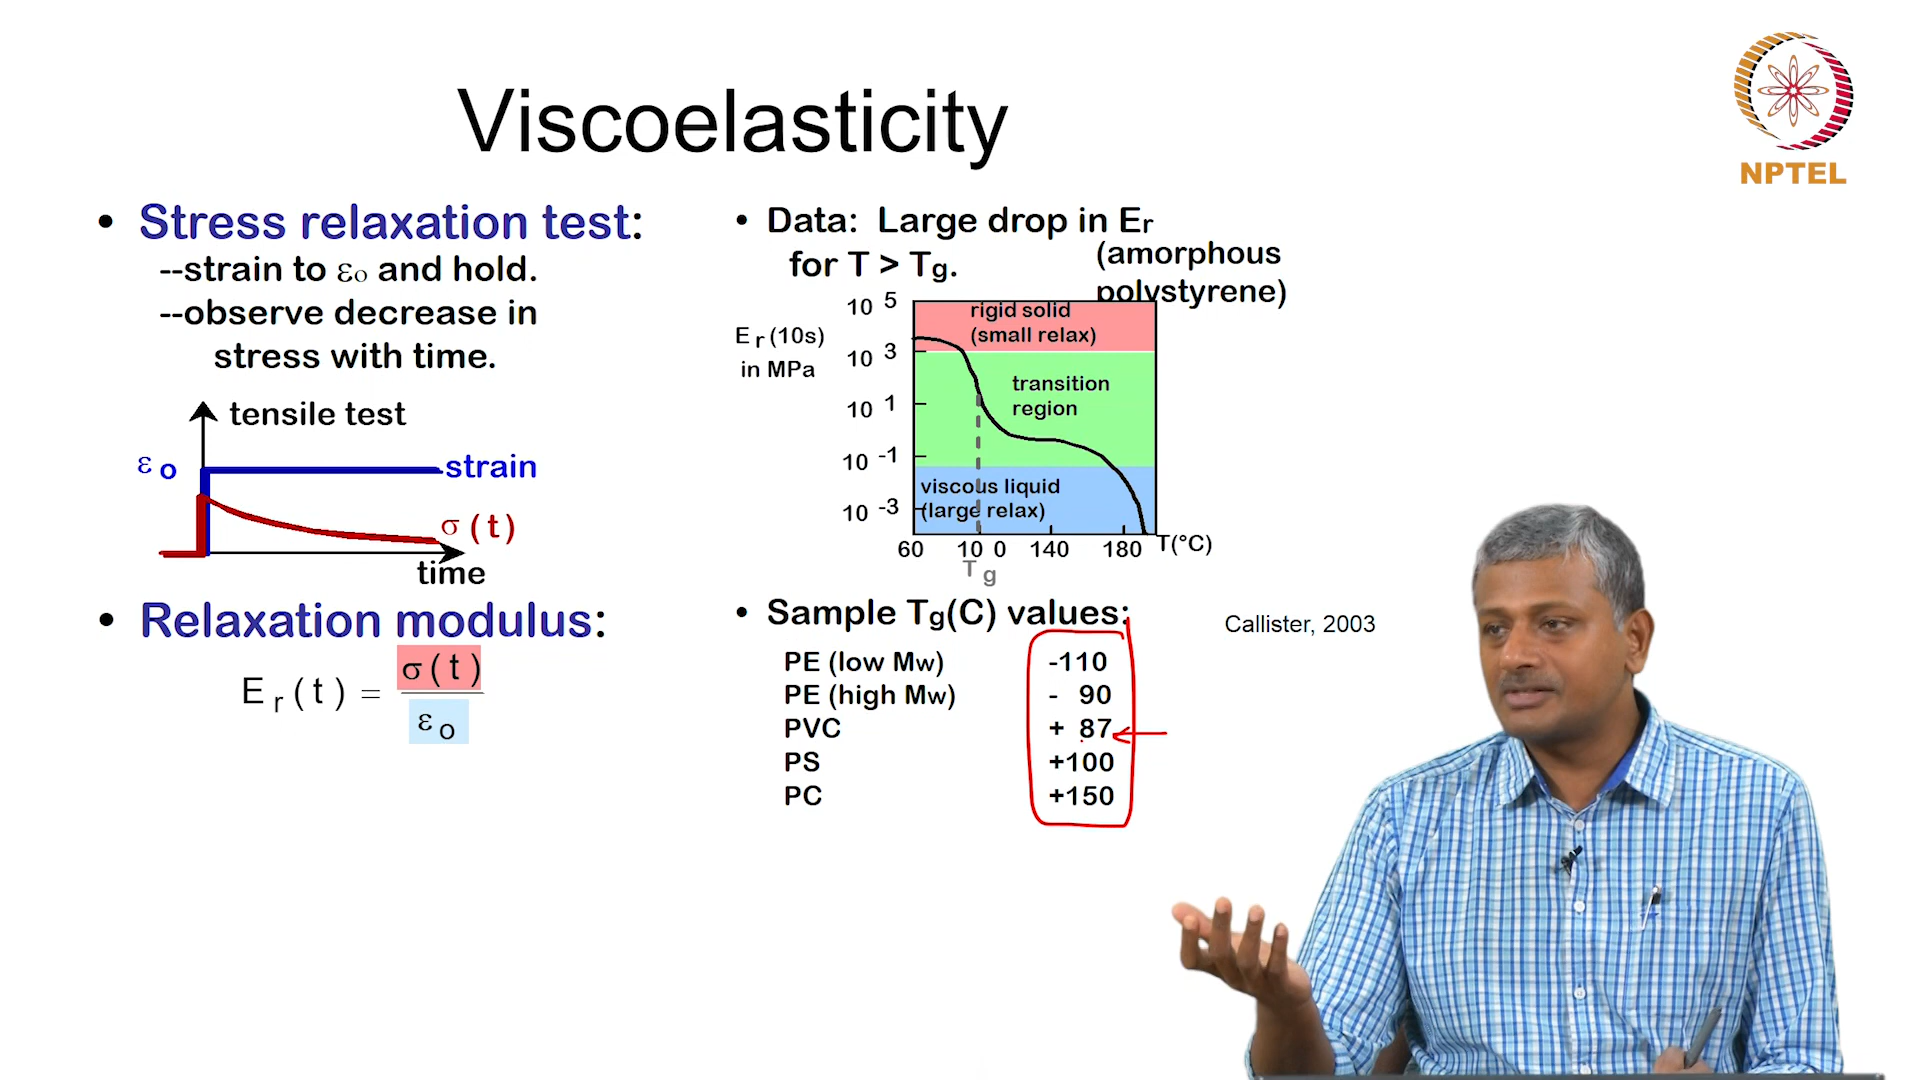 Viscoelasticity
NPTEL
• Stress relaxation test:
--strain to εo and hold.
--observe decrease in
stress with time.
tensile test
εo
strain
σ(t)
time
• Relaxation modulus:
Er(t) = σ(t)
εo
• Data: Large drop in Er
for T > Tg.
(amorphous
polystyrene)
Er(10s)
in MPa
10 5
10 3
10 1
10 -1
10 -3
rigid solid
(small relax)
transition
region
viscous liquid
(large relax)
60 10 0 140 180 T(°C)
Tg
• Sample Tg(C) values:
PE (low Mw) -110
PE (high Mw) - 90
PVC + 87
PS +100
PC +150
Callister, 2003